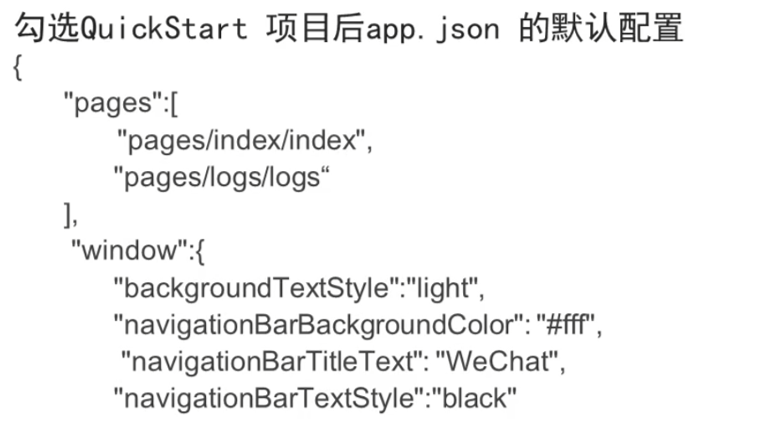 勾选QuickStart 项目后app.json 的默认配置
{
"pages":[
"pages/index/index",
"pages/logs/logs“
],
"window":{
"backgroundTextStyle":"light",
"navigationBarBackgroundColor": "#fff",
"navigationBarTitleText": "WeChat",
"navigationBarTextStyle":"black"